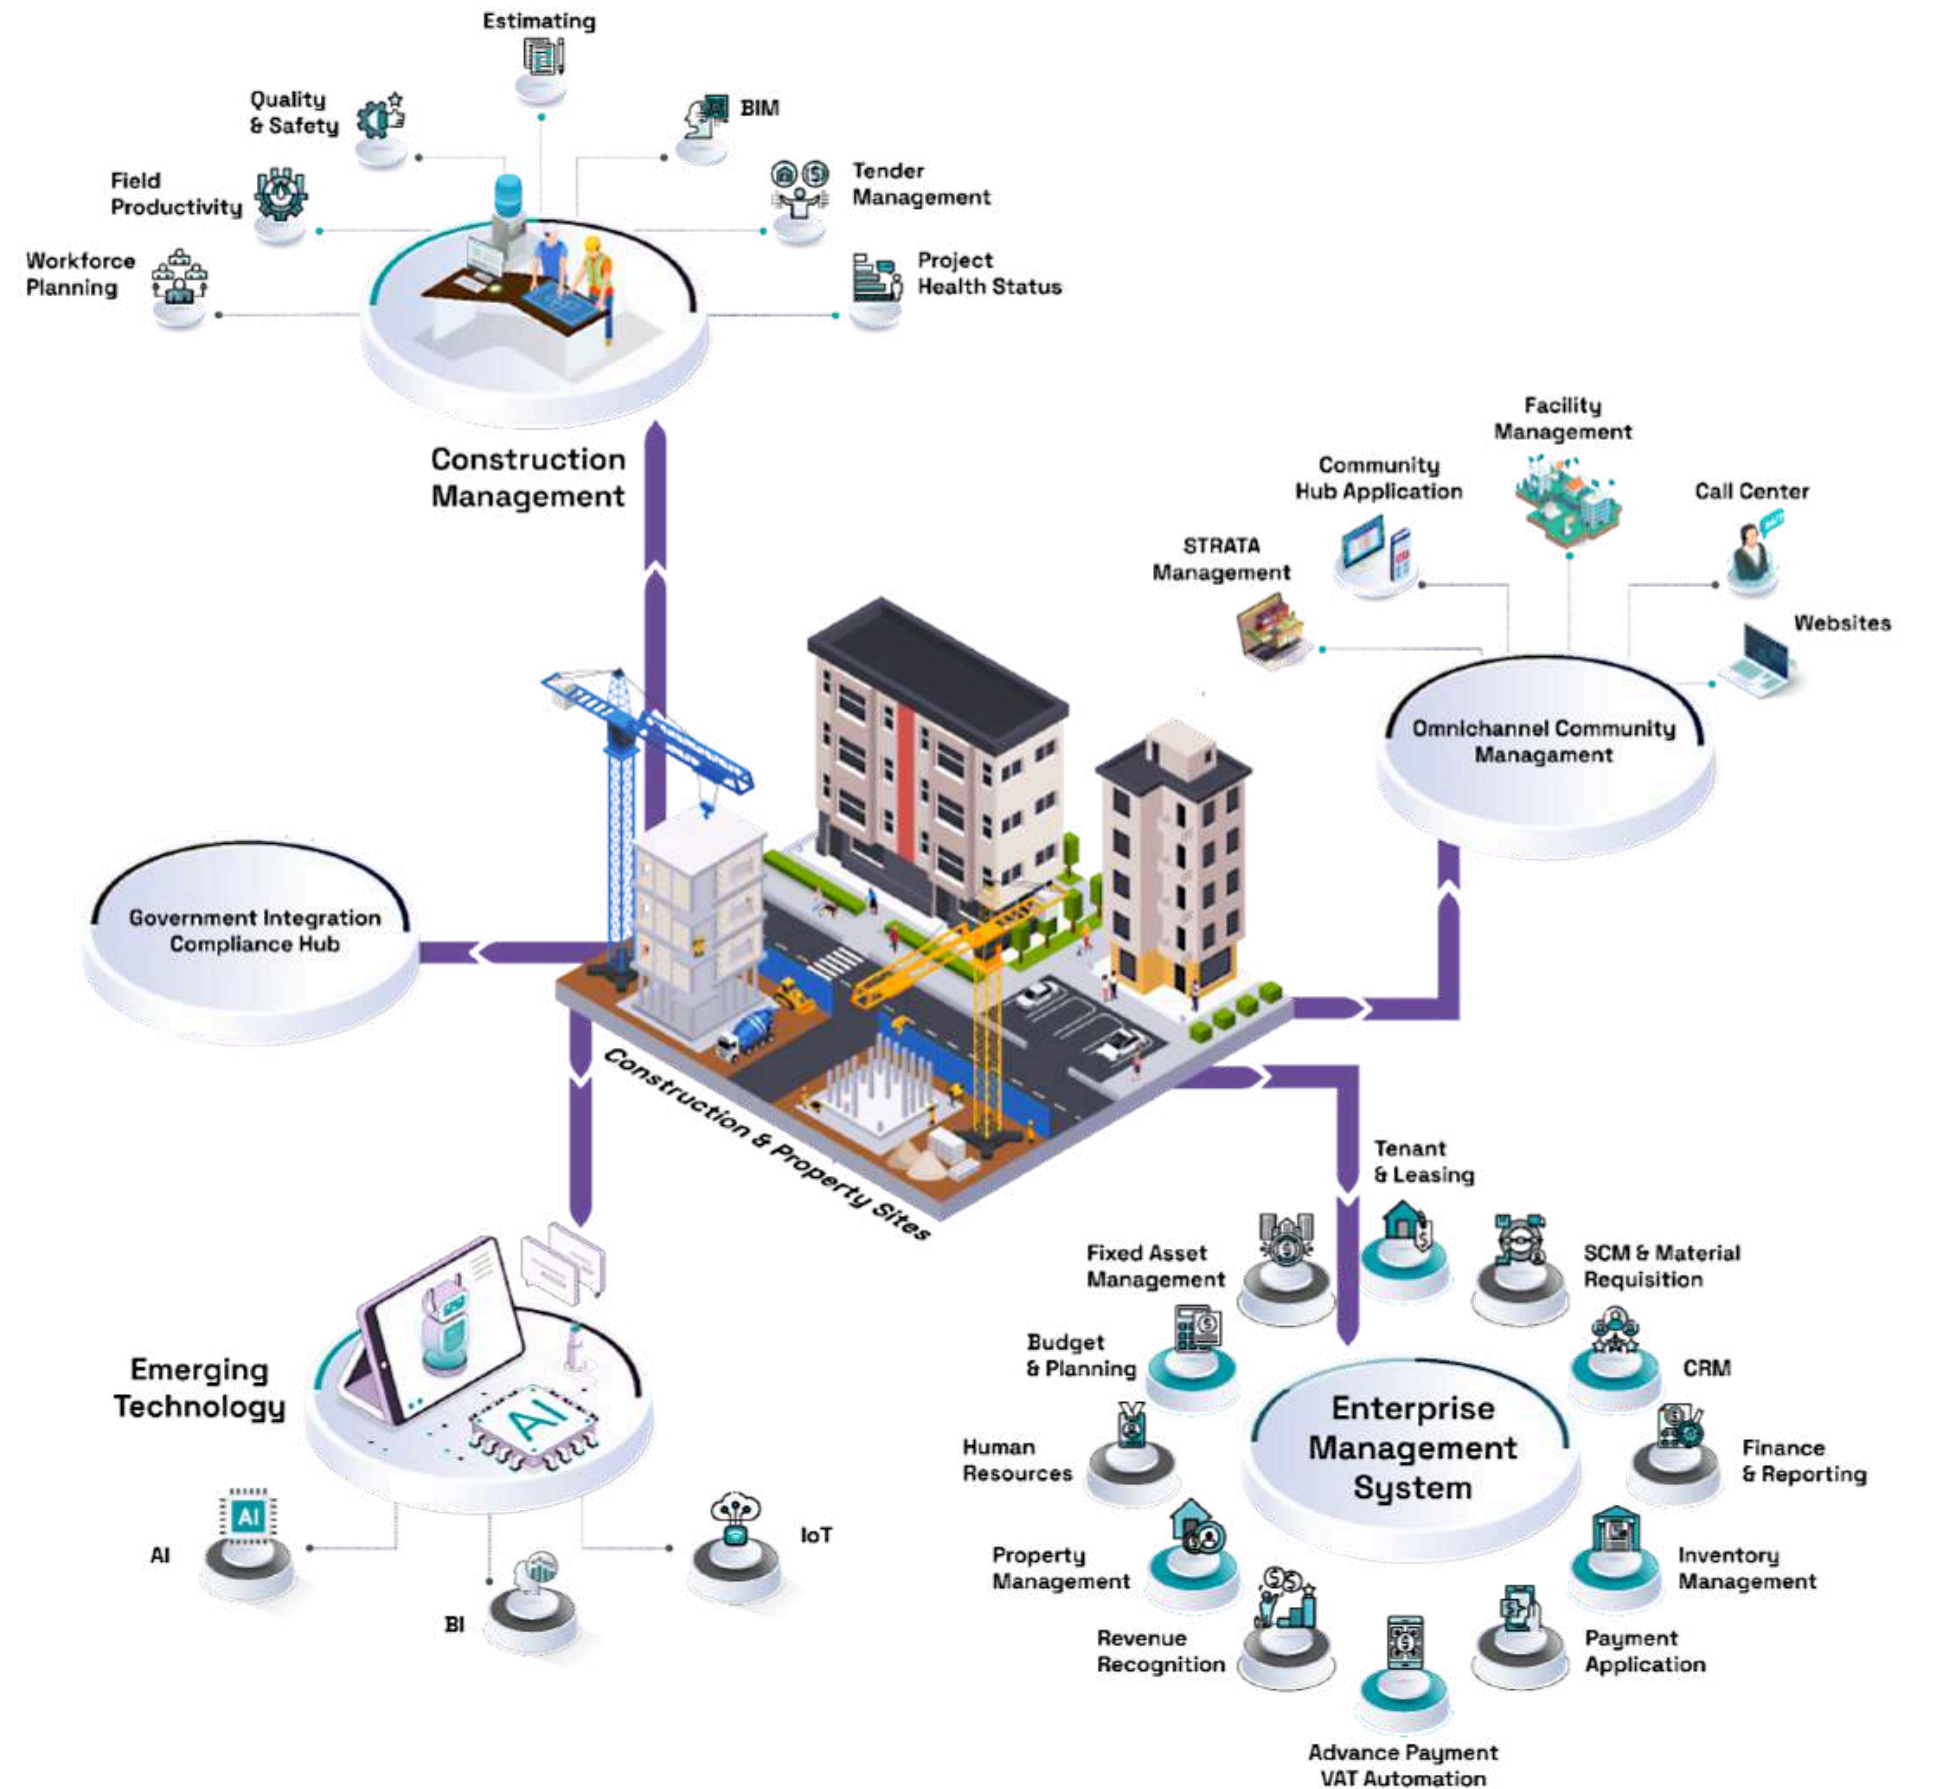 Estimating
Quality
& Safety
BIM
Field
Productivity
Tender
Management
Workforce
Planning
Project
Health Status
Construction
Management
Facility
Management
Community
Hub Application
Call Center
STRATA
Management
Websites
Omnichannel Community
Managament
Government Integration
Compliance Hub
Construction & Property Sites
Tenant
& Leasing
Fixed Asset
Management
SCM & Material
Requisition
Budget
& Planning
CRM
Enterprise
Management
System
Human
Resources
Finance
& Reporting
Property
Management
Inventory
Management
Revenue
Recognition
Payment
Application
Advance Payment
VAT Automation
Emerging
Technology
AI
AI
AI
IoT
BI